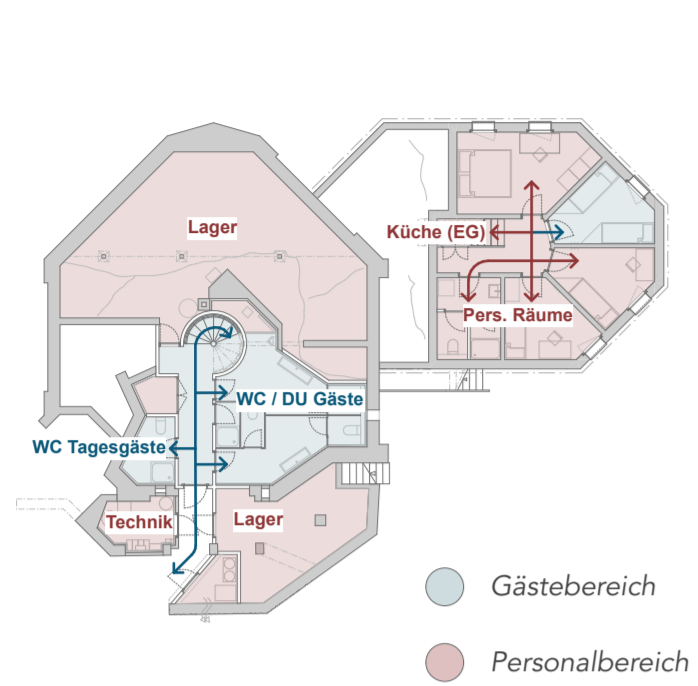 Lager
Küche (EG)
Pers. Räume
WC / DU Gäste
WC Tagesgäste
Technik
Lager
Gästebereich
Personalbereich